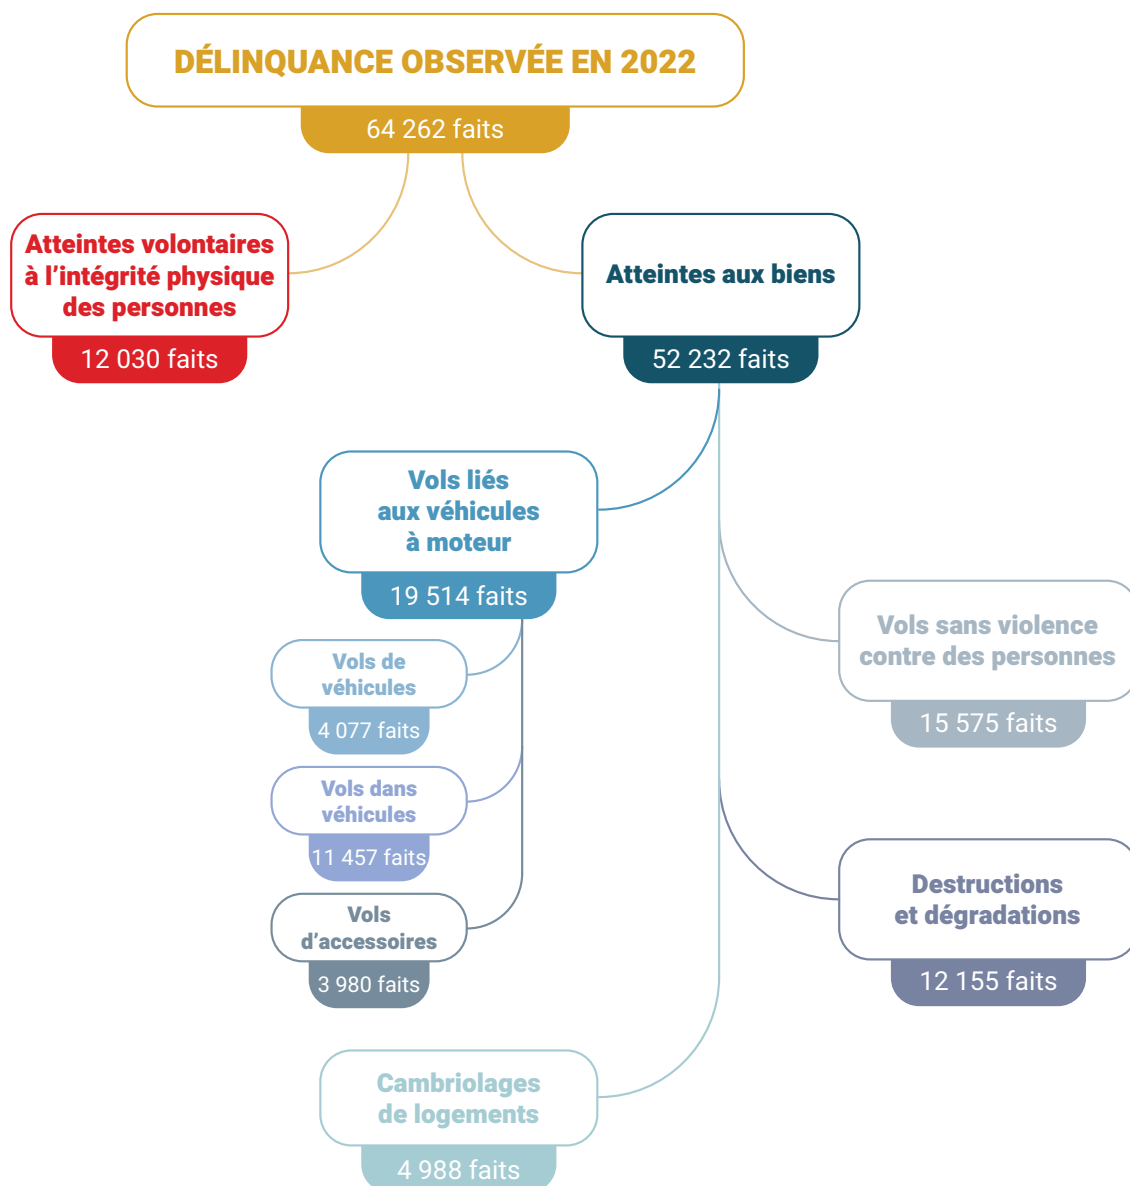 DÉLINQUANCE OBSERVÉE EN 2022
64 262 faits
Atteintes volontaires
à l’intégrité physique
des personnes
12 030 faits
Atteintes aux biens
52 232 faits
Vols liés
aux véhicules
à moteur
19 514 faits
Vols de
véhicules
4 077 faits
Vols dans
véhicules
11 457 faits
Vols
d’accessoires
3 980 faits
Vols sans violence
contre des personnes
15 575 faits
Destructions
et dégradations
12 155 faits
Cambriolages
de logements
4 988 faits